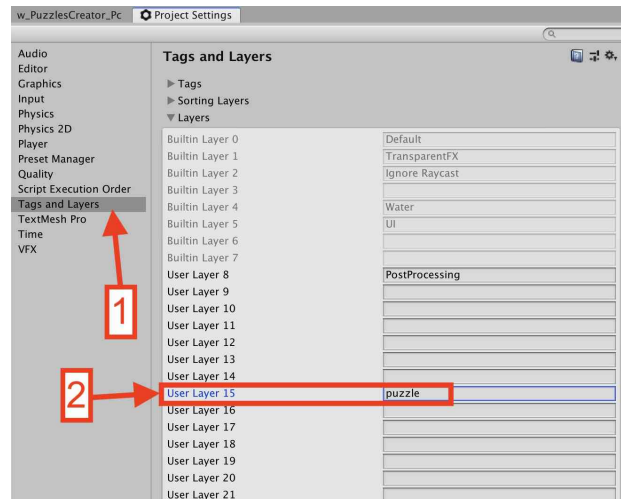 w_PuzzlesCreator_Pc Project Settings
Audio
Editor
Graphics
Input
Physics
Physics 2D
Player
Preset Manager
Quality
Script Execution Order
Tags and Layers
TextMesh Pro
Time
VFX
1
2
Tags and Layers
Tags
Sorting Layers
Layers
Builtin Layer 0 Default
Builtin Layer 1 TransparentFX
Builtin Layer 2 Ignore Raycast
Builtin Layer 3
Builtin Layer 4 Water
Builtin Layer 5 UI
Builtin Layer 6
Builtin Layer 7
User Layer 8 PostProcessing
User Layer 9
User Layer 10
User Layer 11
User Layer 12
User Layer 13
User Layer 14
User Layer 15 puzzle
User Layer 16
User Layer 17
User Layer 18
User Layer 19
User Layer 20
User Layer 21